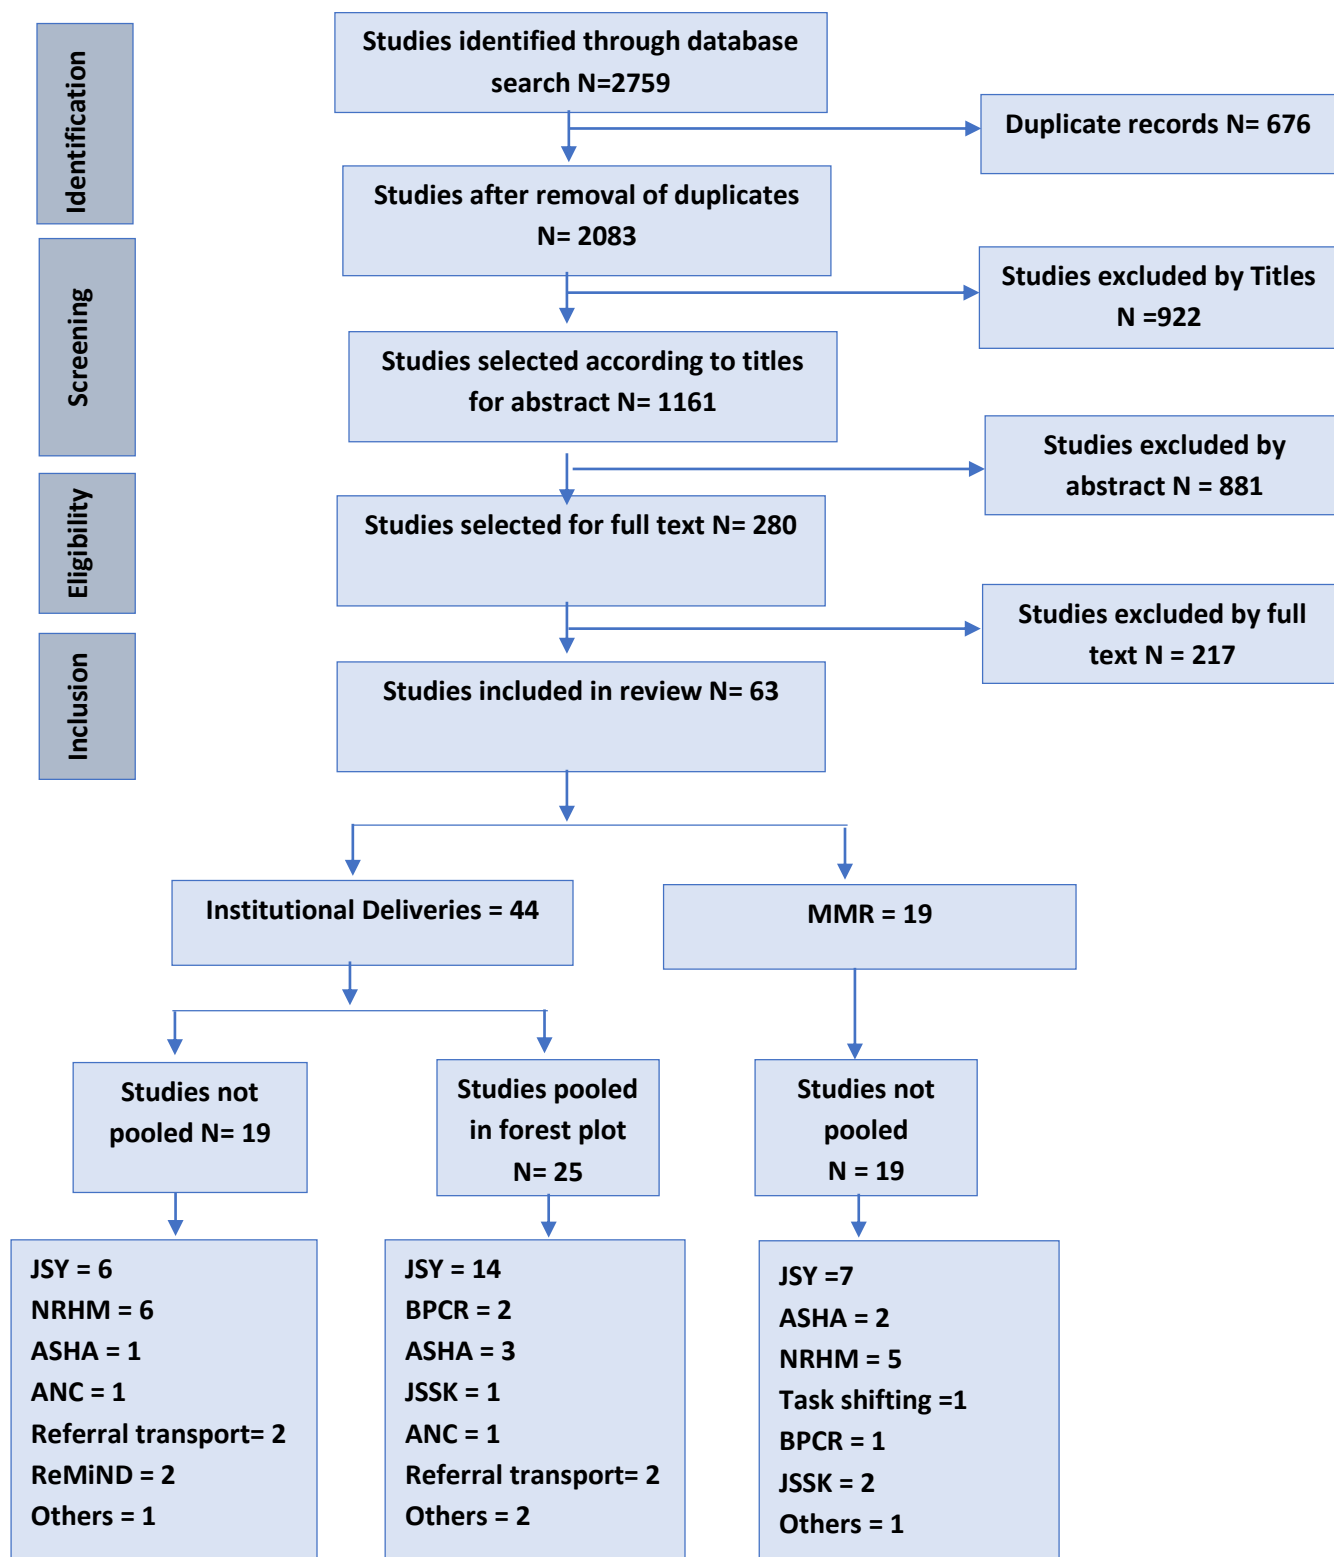 Identification
Studies identified through database
search N=2759
Duplicate records N= 676
Studies after removal of duplicates
N= 2083
Screening
Studies excluded by Titles
N =922
Studies selected according to titles
for abstract N= 1161
Studies excluded by
abstract N = 881
Eligibility
Studies selected for full text N= 280
Studies excluded by full
text N = 217
Inclusion
Studies included in review N= 63
Institutional Deliveries = 44
MMR = 19
Studies not
pooled N= 19
Studies pooled
in forest plot
N= 25
Studies not
pooled
N = 19
JSY = 6
NRHM = 6
ASHA = 1
ANC = 1
Referral transport= 2
ReMiND = 2
Others = 1
JSY = 14
BPCR = 2
ASHA = 3
JSSK = 1
ANC = 1
Referral transport= 2
Others = 2
JSY =7
ASHA = 2
NRHM = 5
Task shifting =1
BPCR = 1
JSSK = 2
Others = 1